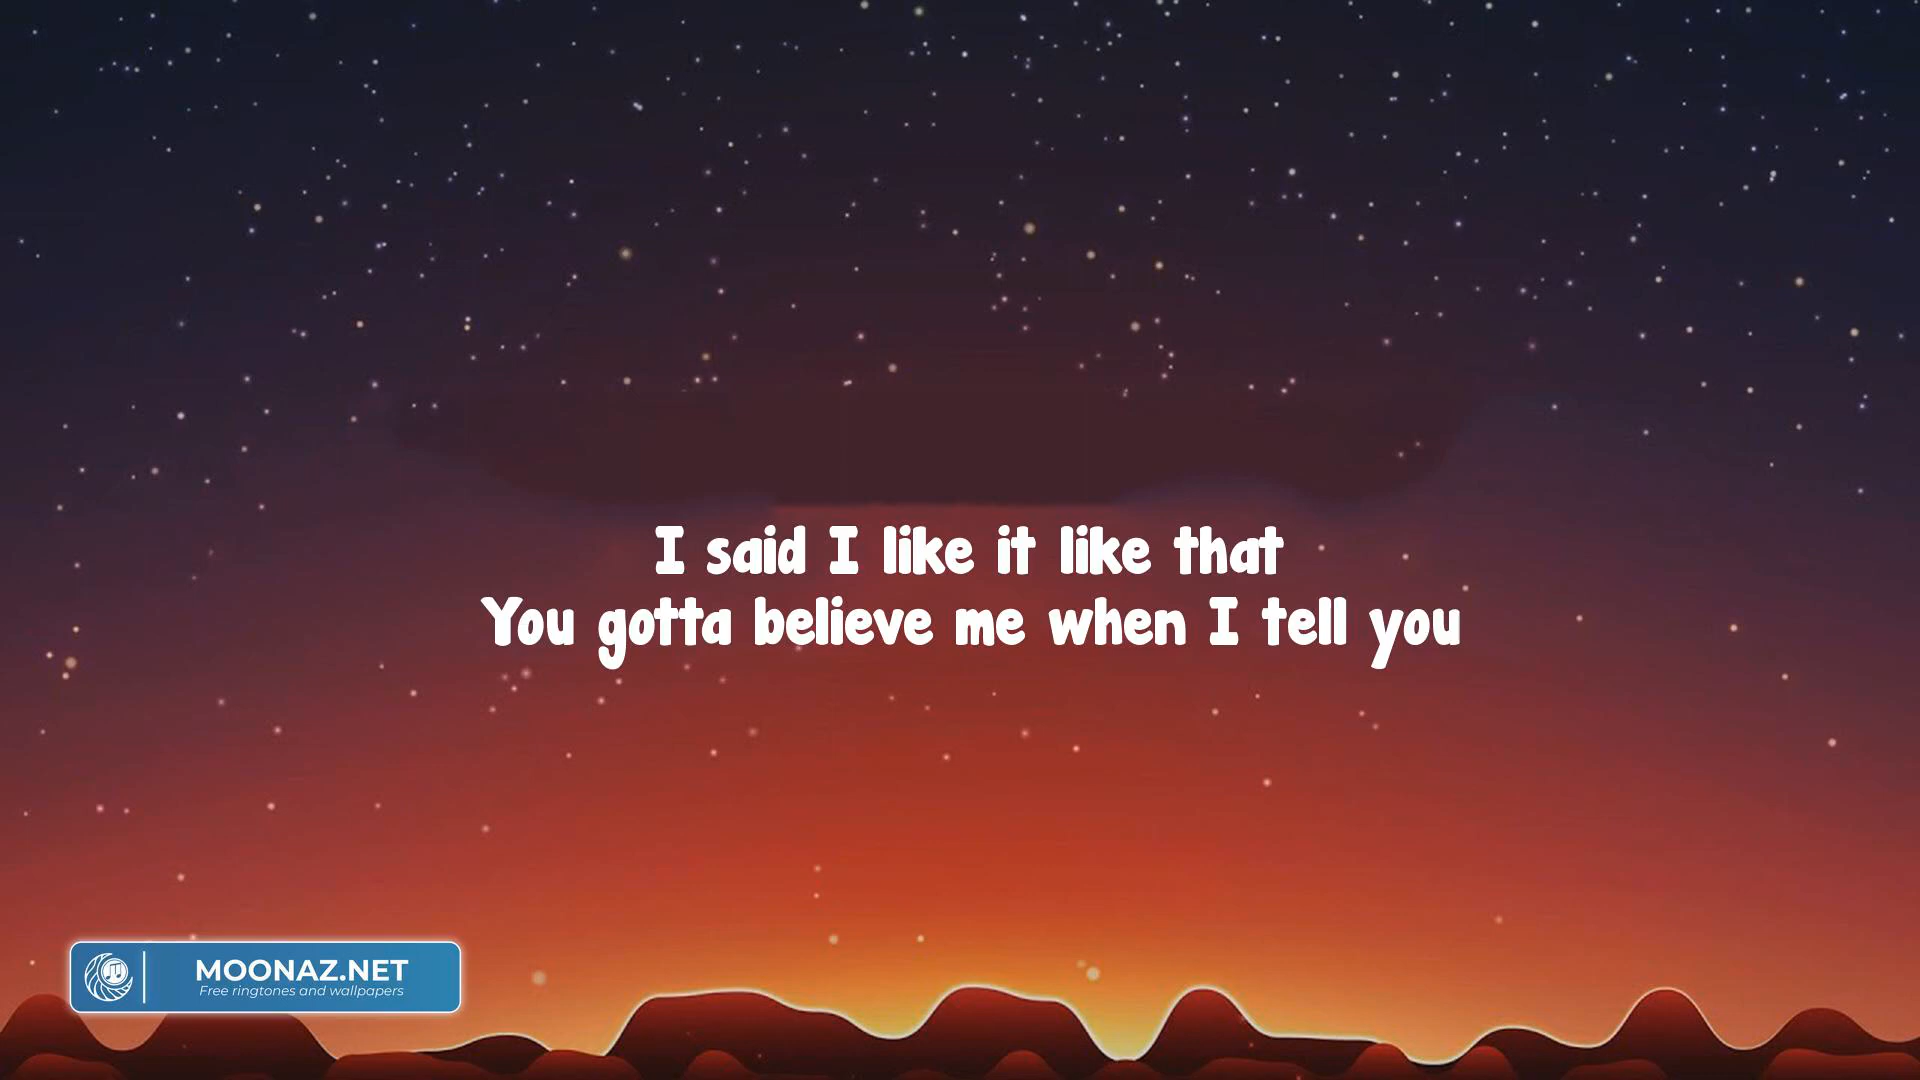 I said I like it like that
You gotta believe me when I tell you
MOONAZ.NET
Free ringtones and wallpapers